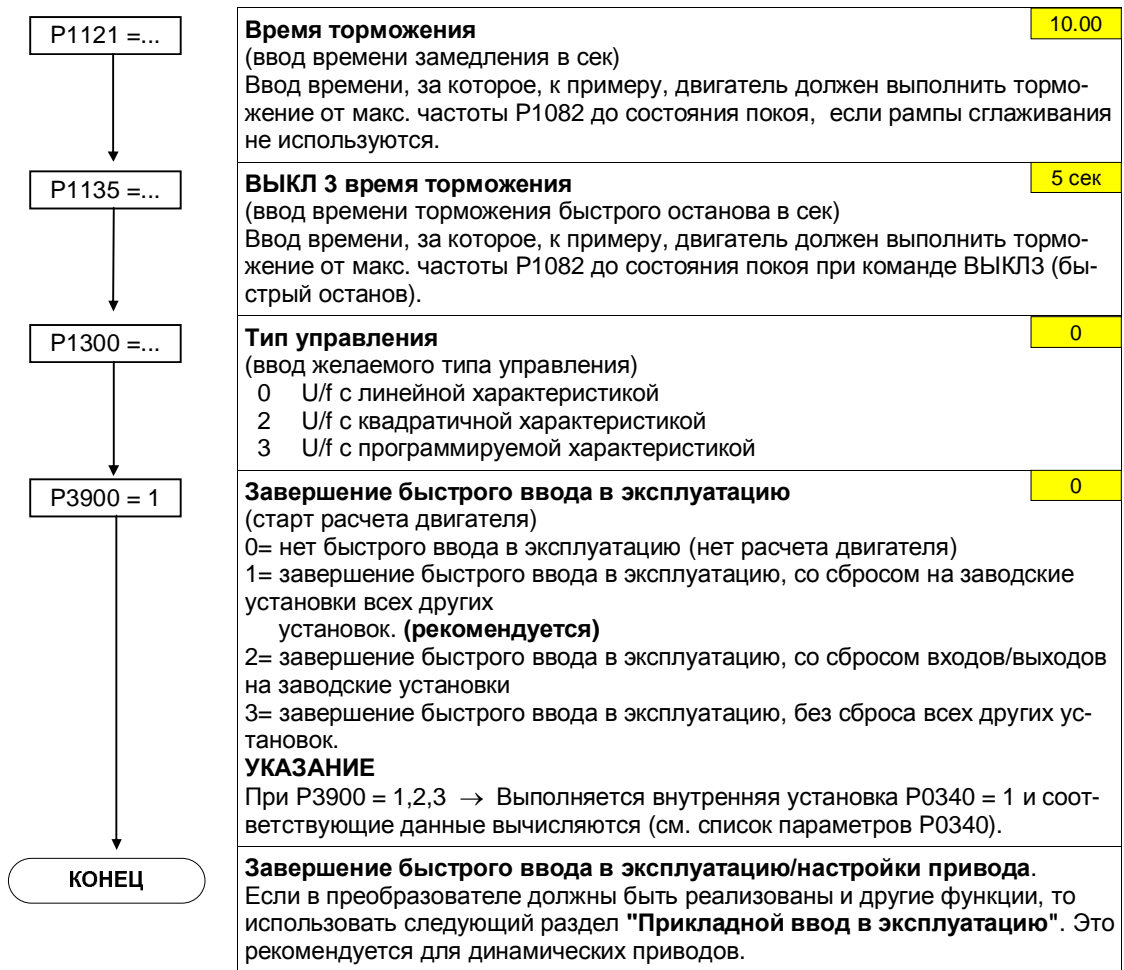 P1121 =...
Время торможения
10.00
(ввод времени замедления в сек)
Ввод времени, за которое, к примеру, двигатель должен выполнить тормо-
жение от макс. частоты P1082 до состояния покоя, если рампы сглаживания
не используются.
P1135 =...
ВЫКЛ 3 время торможения
5 сек
(ввод времени торможения быстрого останова в сек)
Ввод времени, за которое, к примеру, двигатель должен выполнить тормо-
жение от макс. частоты P1082 до состояния покоя при команде ВЫКЛ3 (бы-
стрый останов).
P1300 =...
Тип управления
0
(ввод желаемого типа управления)
0 U/f с линейной характеристикой
2 U/f с квадратичной характеристикой
3 U/f с программируемой характеристикой
P3900 = 1
Завершение быстрого ввода в эксплуатацию
0
(старт расчета двигателя)
0= нет быстрого ввода в эксплуатацию (нет расчета двигателя)
1= завершение быстрого ввода в эксплуатацию, со сбросом на заводские
установки всех других
установок. (рекомендуется)
2= завершение быстрого ввода в эксплуатацию, со сбросом входов/выходов
на заводские установки
3= завершение быстрого ввода в эксплуатацию, без сброса всех других ус-
тановок.
УКАЗАНИЕ
При P3900 = 1,2,3 → Выполняется внутренняя установка P0340 = 1 и соот-
ветствующие данные вычисляются (см. список параметров P0340).
КОНЕЦ
Завершение быстрого ввода в эксплуатацию/настройки привода.
Если в преобразователе должны быть реализованы и другие функции, то
использовать следующий раздел "Прикладной ввод в эксплуатацию". Это
рекомендуется для динамических приводов.